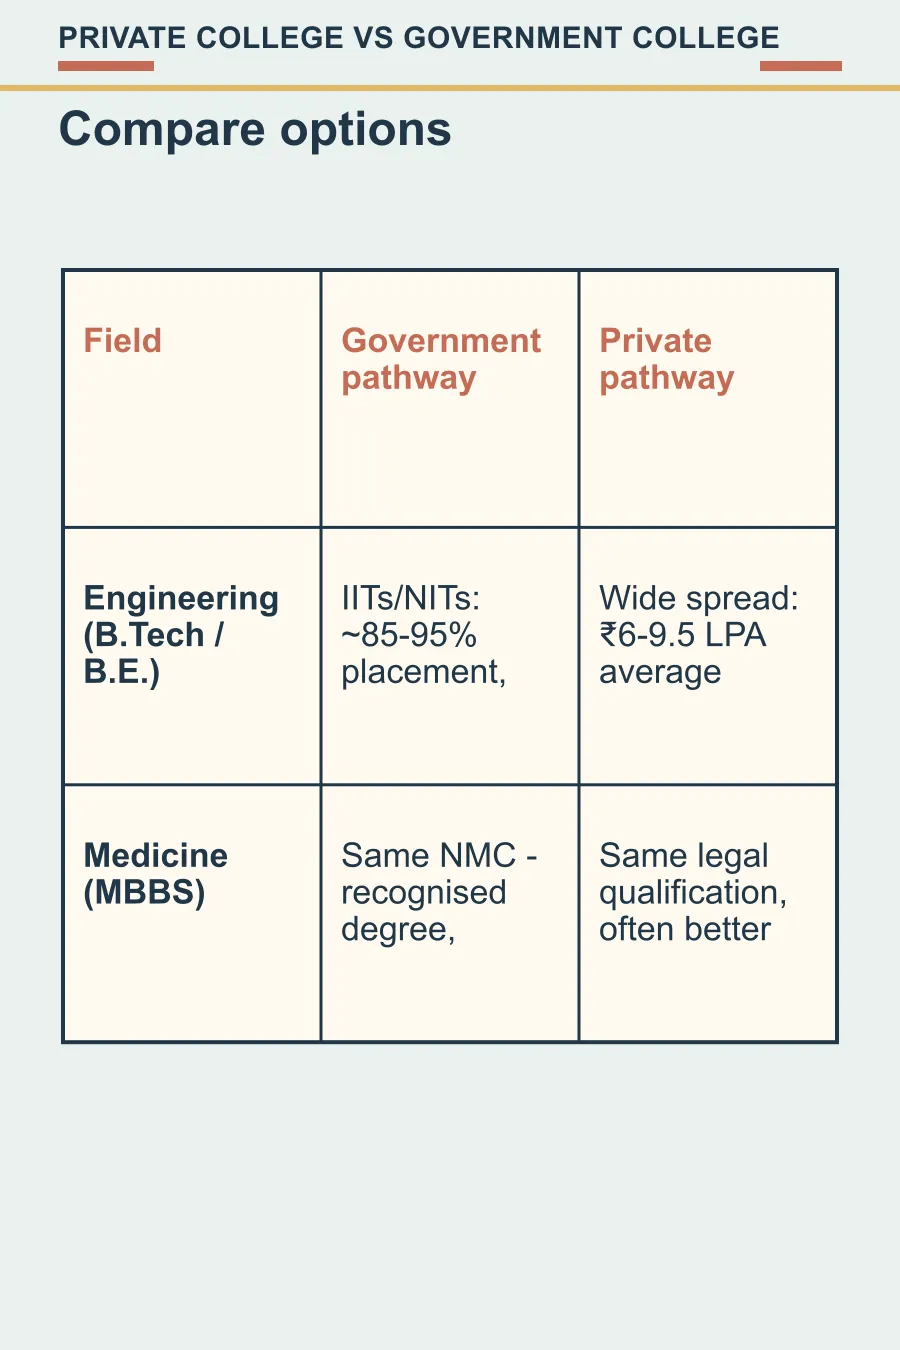 PRIVATE COLLEGE VS GOVERNMENT COLLEGE
Compare options
Field
Government
pathway
Private
pathway
Engineering
(B.Tech /
B.E.)
IITs/NITs:
~85-95%
placement,
Wide spread:
₹6-9.5 LPA
average
Medicine
(MBBS)
Same NMC -
recognised
degree,
Same legal
qualification,
often better